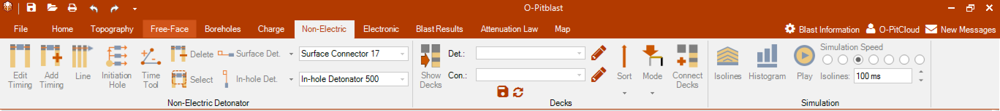 O-Pitblast
File Home Topography Free-Face Boreholes Charge Non-Electric Electronic Blast Results Attenuation Law Map Blast Information O-PitCloud New Messages
Edit Timing
Add Timing
Line
Initiation Hole
Time Tool
Delete
Select
Surface Det. Surface Connector 17
In-hole Det. In-hole Detonator 500
Non-Electric Detonator
Show Decks
Det.:
Con.:
Sort
Mode
Connect Decks
Decks
Isolines
Histogram
Play
Simulation Speed
Isolines: 100 ms
Simulation